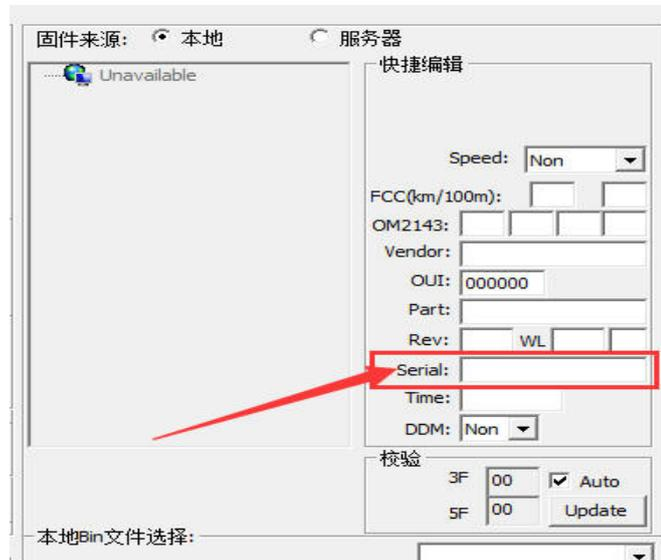 固件来源: 本地 服务器
Unavailable
快捷编辑
Speed: Non
FCC(km/100m):
OM2143:
Vendor:
OUI: 000000
Part:
Rev: WL
Serial:
Time:
DDM: Non
校验
3F 00 Auto
5F 00 Update
本地Bin文件选择: